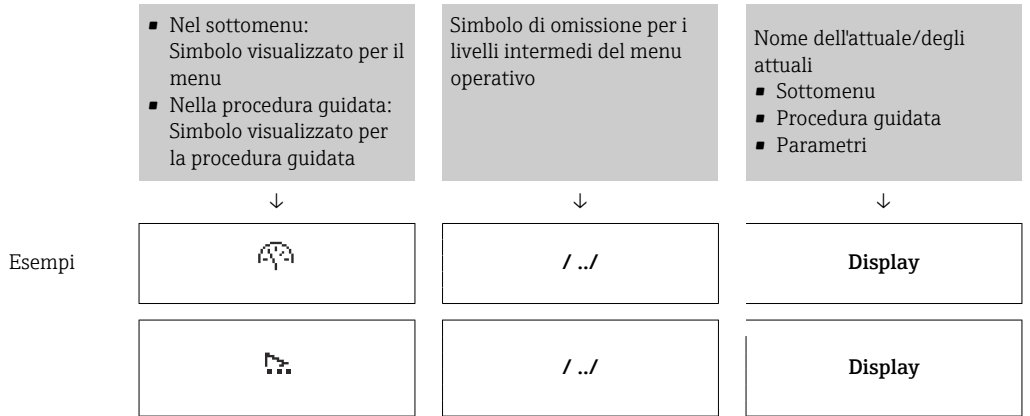 ▪ Nel sottomenu:
Simbolo visualizzato per il
menu
▪ Nella procedura guidata:
Simbolo visualizzato per
la procedura guidata
Simbolo di omissione per i
livelli intermedi del menu
operativo
Nome dell'attuale/degli
attuali
▪ Sottomenu
▪ Procedura guidata
▪ Parametri
↓ ↓ ↓
Esempi
/ ../
Display
/ ../
Display